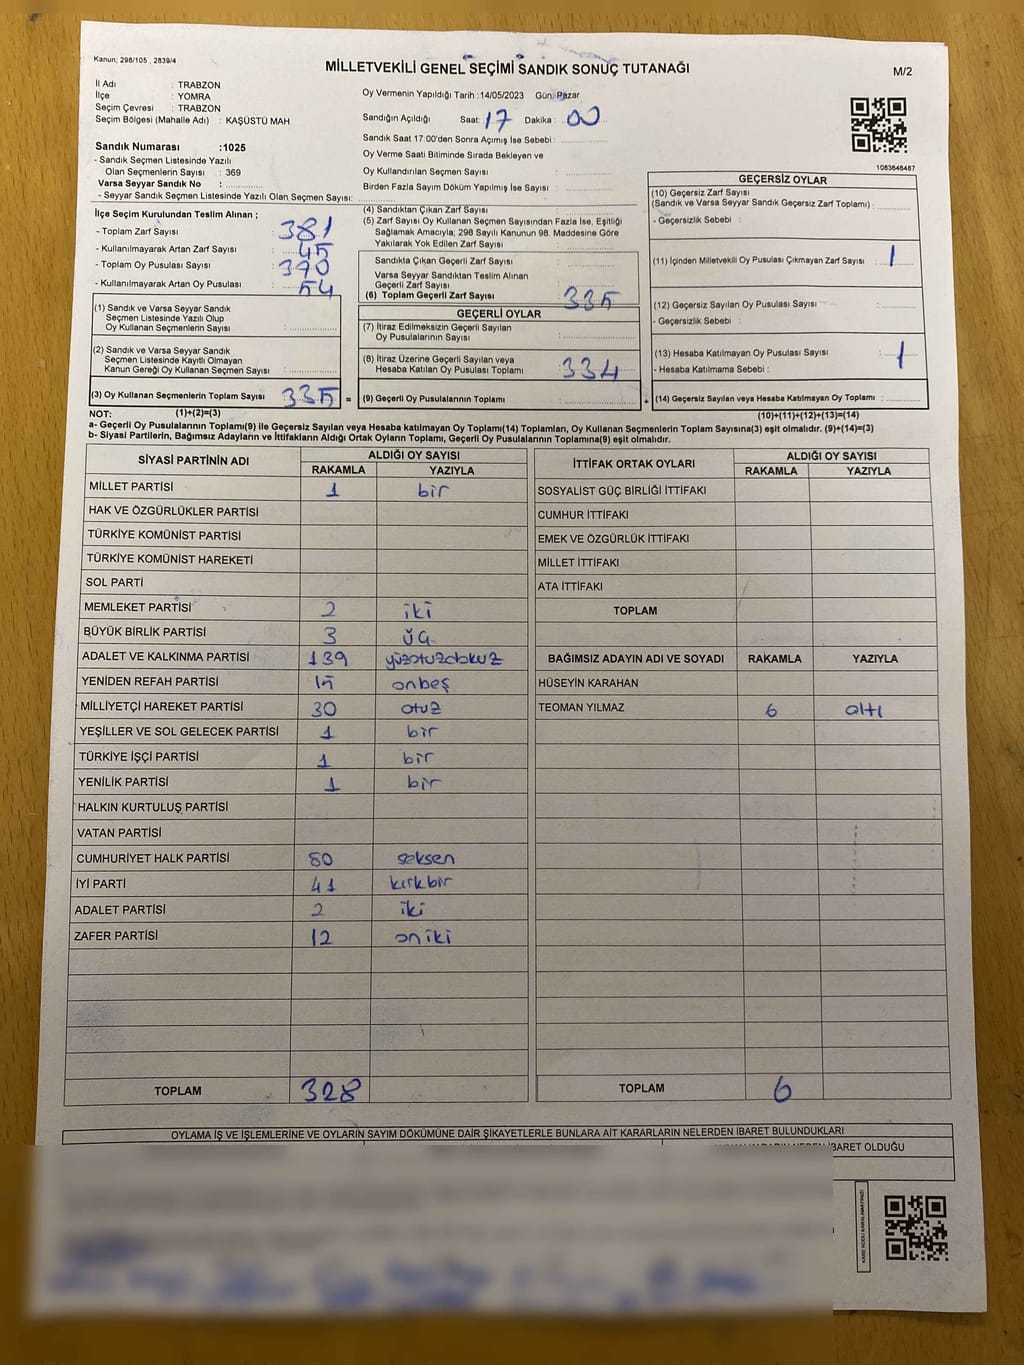 Kanun; 298/105 , 2839/4
MİLLETVEKİLİ GENEL SEÇİMİ SANDIK SONUÇ TUTANAĞI
M/2
İl Adı : TRABZON
İlçe : YOMRA
Seçim Çevresi : TRABZON
Seçim Bölgesi (Mahalle Adı) : KAŞÜSTÜ MAH.
Sandık Numarası :1025
- Sandık Seçmen Listesinde Yazılı
Olan Seçmenlerin Sayısı : 369
Varsa Seyyar Sandık No :
- Seyyar Sandık Seçmen Listesinde Yazılı Olan Seçmen Sayısı:
Oy Vermenin Yapıldığı Tarih :14/05/2023 Gün: Pazar
Sandığın Açıldığı Saat: 17 Dakika : 00
Sandık Saat 17:00'den Sonra Açımış İse Sebebi :
Oy Verme Saati Bitiminde Sırada Bekleyen ve
Oy Kullandırılan Seçmen Sayısı :
Birden Fazla Sayım Döküm Yapılmış İse Sayısı :
1083646487
İlçe Seçim Kurulundan Teslim Alınan ;
- Toplam Zarf Sayısı : 381
- Kullanılmayarak Artan Zarf Sayısı : 45
- Toplam Oy Pusulası Sayısı : 370
- Kullanılmayarak Artan Oy Pusulası : 54
(1) Sandık ve Varsa Seyyar Sandık
Seçmen Listesinde Yazılı Olup
Oy Kullanan Seçmenlerin Sayısı :
(2) Sandık ve Varsa Seyyar Sandık
Seçmen Listesinde Kayıtlı Olmayan
Kanun Gereği Oy Kullanan Seçmen Sayısı :
(3) Oy Kullanan Seçmenlerin Toplam Sayısı : 335 =
(4) Sandıktan Çıkan Zarf Sayısı :
(5) Zarf Sayısı Oy Kullanan Seçmen Sayısından Fazla İse, Eşitliği
Sağlamak Amacıyla; 298 Sayılı Kanunun 98. Maddesine Göre
Yakılarak Yok Edilen Zarf Sayısı :
Sandıkta Çıkan Geçerli Zarf Sayısı :
Varsa Seyyar Sandıktan Teslim Alınan
Geçerli Zarf Sayısı :
(6) Toplam Geçerli Zarf Sayısı : 335
GEÇERLİ OYLAR
(7) İtiraz Edilmeksizin Geçerli Sayılan
Oy Pusulalarının Sayısı :
(8) İtiraz Üzerine Geçerli Sayılan veya
Hesaba Katılan Oy Pusulası Toplamı : 334
(9) Geçerli Oy Pusulalarının Toplamı : +
GEÇERSİZ OYLAR
(10) Geçersiz Zarf Sayısı
(Sandık ve Varsa Seyyar Sandık Geçersiz Zarf Toplamı) :
- Geçersizlik Sebebi :
(11) İçinden Milletvekili Oy Pusulası Çıkmayan Zarf Sayısı : 1
(12) Geçersiz Sayılan Oy Pusulası Sayısı :
- Geçersizlik Sebebi :
(13) Hesaba Katılmayan Oy Pusulası Sayısı : 1
- Hesaba Katılmama Sebebi :
(14) Geçersiz Sayılan veya Hesaba Katılmayan Oy Toplamı :
NOT: (1)+(2)=(3) (10)+(11)+(12)+(13)=(14)
a- Geçerli Oy Pusulaları Toplamı(9) ile Geçersiz Sayılan veya Hesaba Katılmayan Oy Toplamı(14) Toplamları, Oy Kullanan Seçmenlerin Toplam Sayısına(3) eşit olmalıdır. (9)+(14)=(3)
b- Siyasi Partilerin, Bağımsız Adayların ve İttifakların Aldığı Ortak Oyların Toplamı, Geçerli Oy Pusulalarının Toplamına(9) eşit olmalıdır.
SİYASİ PARTİNİN ADI ALDIĞI OY SAYISI
RAKAMLA YAZIYLA
MİLLET PARTİSİ 1 bir
HAK VE ÖZGÜRLÜKLER PARTİSİ
TÜRKİYE KOMÜNİST PARTİSİ
TÜRKİYE KOMÜNİST HAREKETİ
SOL PARTİ
MEMLEKET PARTİSİ 2 iki
BÜYÜK BİRLİK PARTİSİ 3 üç
ADALET VE KALKINMA PARTİSİ 139 yüzotuzdokuz
YENİDEN REFAH PARTİSİ 15 onbeş
MİLLİYETÇİ HAREKET PARTİSİ 30 otuz
YEŞİLLER VE SOL GELECEK PARTİSİ 1 bir
TÜRKİYE İŞÇİ PARTİSİ 1 bir
YENİLİK PARTİSİ 1 bir
HALKIN KURTULUŞ PARTİSİ
VATAN PARTİSİ
CUMHURİYET HALK PARTİSİ 80 seksen
İYİ PARTİ 41 kırkbir
ADALET PARTİSİ 2 iki
ZAFER PARTİSİ 12 oniki
TOPLAM 328
İTTİFAK ORTAK OYLARI ALDIĞI OY SAYISI
RAKAMLA YAZIYLA
SOSYALİST GÜÇ BİRLİĞİ İTTİFAKI
CUMHUR İTTİFAKI
EMEK VE ÖZGÜRLÜK İTTİFAKI
MİLLET İTTİFAKI
ATA İTTİFAKI
TOPLAM
BAĞIMSIZ ADAYIN ADI VE SOYADI RAKAMLA YAZIYLA
HÜSEYİN KARAHAN
TEOMAN YILMAZ 6 altı
TOPLAM 6
OYLAMA İŞ VE İŞLEMLERİNE VE OYLARIN SAYIM DÖKÜMÜNE DAİR ŞİKAYETLERLE BUNLARA AİT KARARLARIN NELERDEN İBARET BULUNDUKLARI
İBARET OLDUĞU
KARE KODU KARALAMAYINIZ!